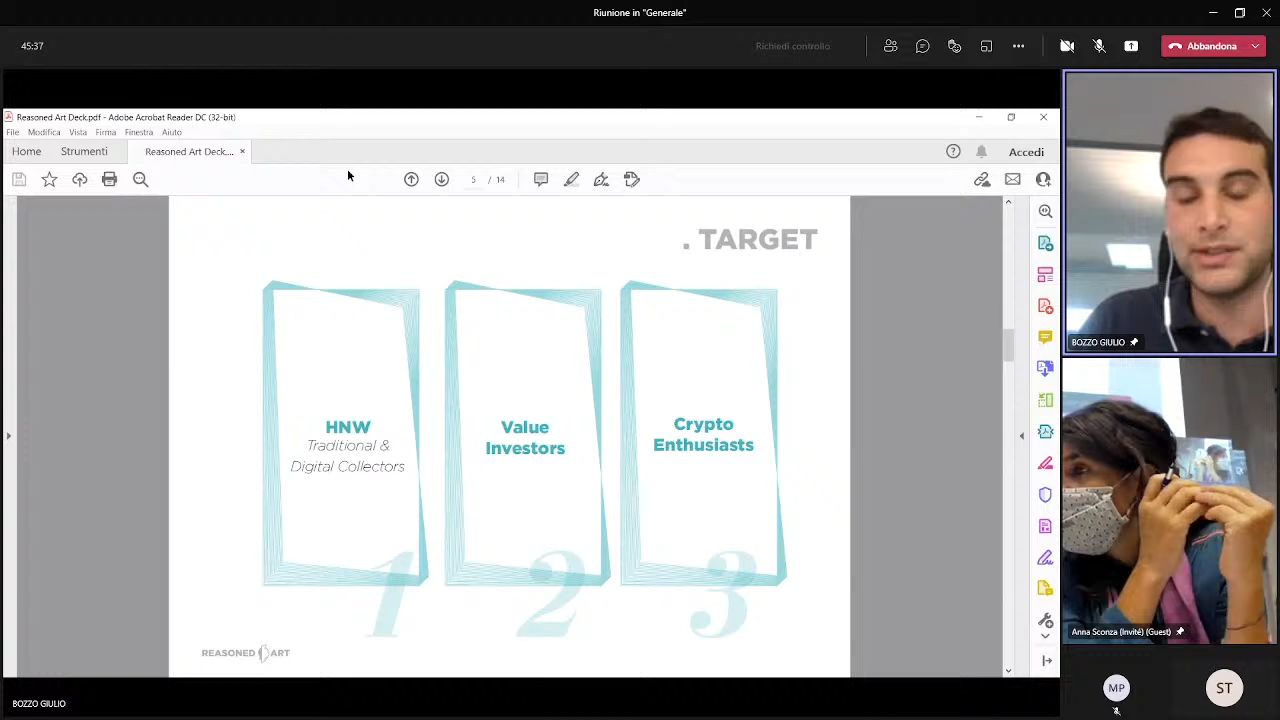 Riunione in "Generale"
45:37
Richiedi controllo
Abbandona
Reasoned Art Deck.pdf - Adobe Acrobat Reader DC (32-bit)
File Modifica Vista Firma Finestra Aiuto
Home Strumenti Reasoned Art Deck.... ×
Accedi
5 / 14
. TARGET
HNW
Traditional &
Digital Collectors
1
Value
Investors
2
Crypto
Enthusiasts
3
REASONED ART
BOZZO GIULIO
Anna Sconza (Invité) (Guest)
MP
ST
BOZZO GIULIO